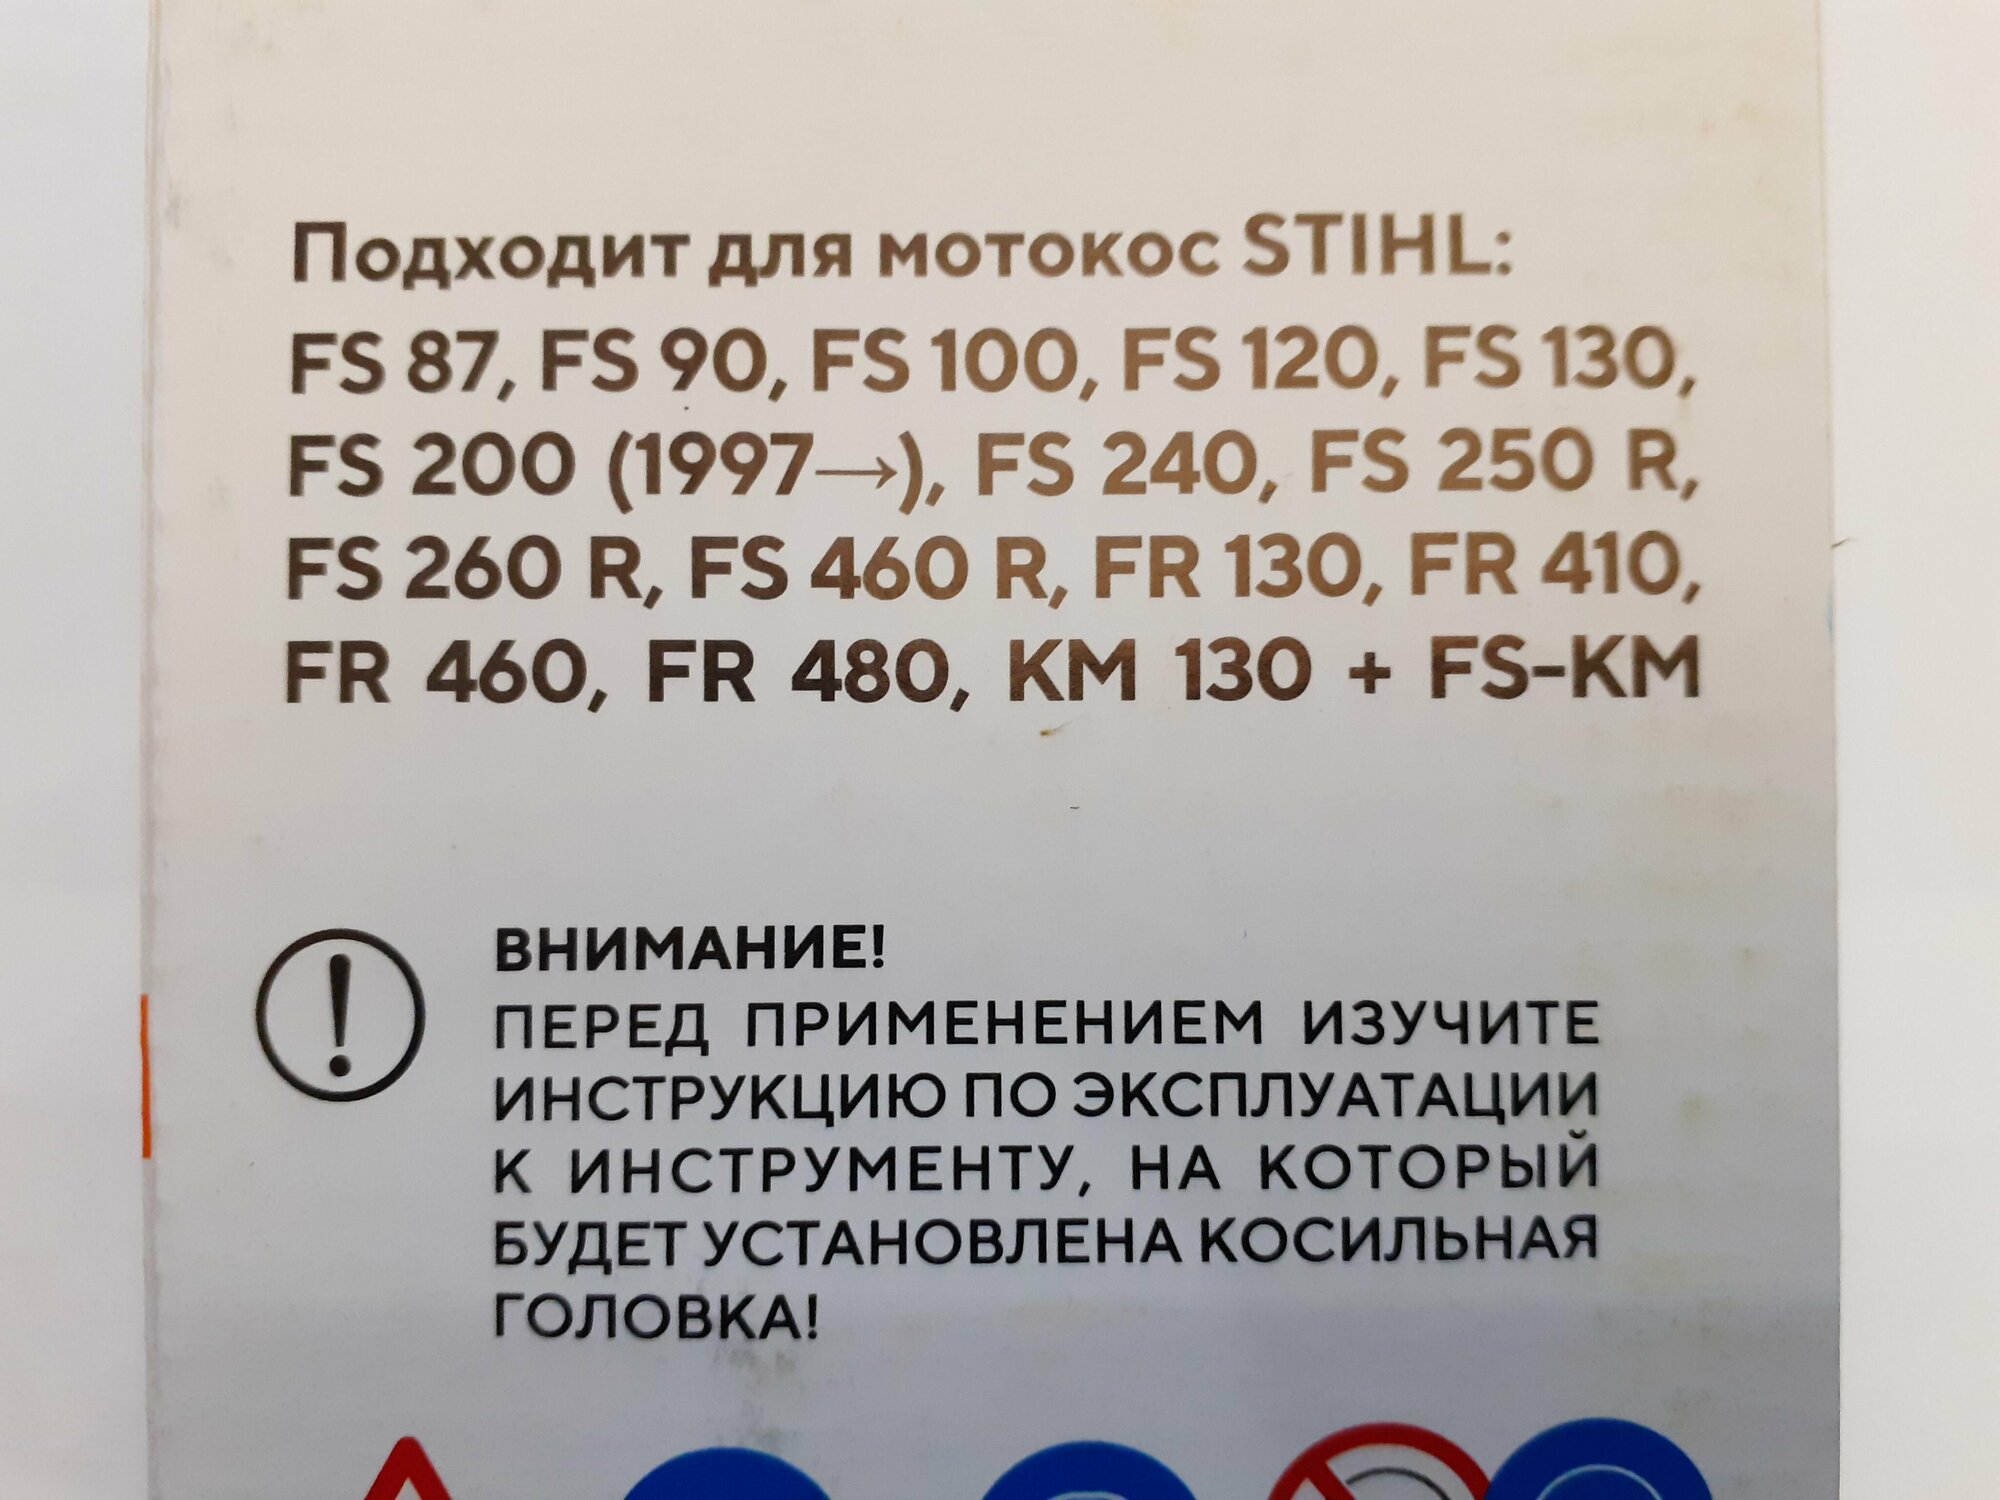 Подходит для мотокос STIHL:
FS 87, FS 90, FS 100, FS 120, FS 130,
FS 200 (1997→), FS 240, FS 250 R,
FS 260 R, FS 460 R, FR 130, FR 410,
FR 460, FR 480, KM 130 + FS-KM
ВНИМАНИЕ!
ПЕРЕД ПРИМЕНЕНИЕМ ИЗУЧИТЕ
ИНСТРУКЦИЮ ПО ЭКСПЛУАТАЦИИ
К ИНСТРУМЕНТУ, НА КОТОРЫЙ
БУДЕТ УСТАНОВЛЕНА КОСИЛЬНАЯ
ГОЛОВКА!